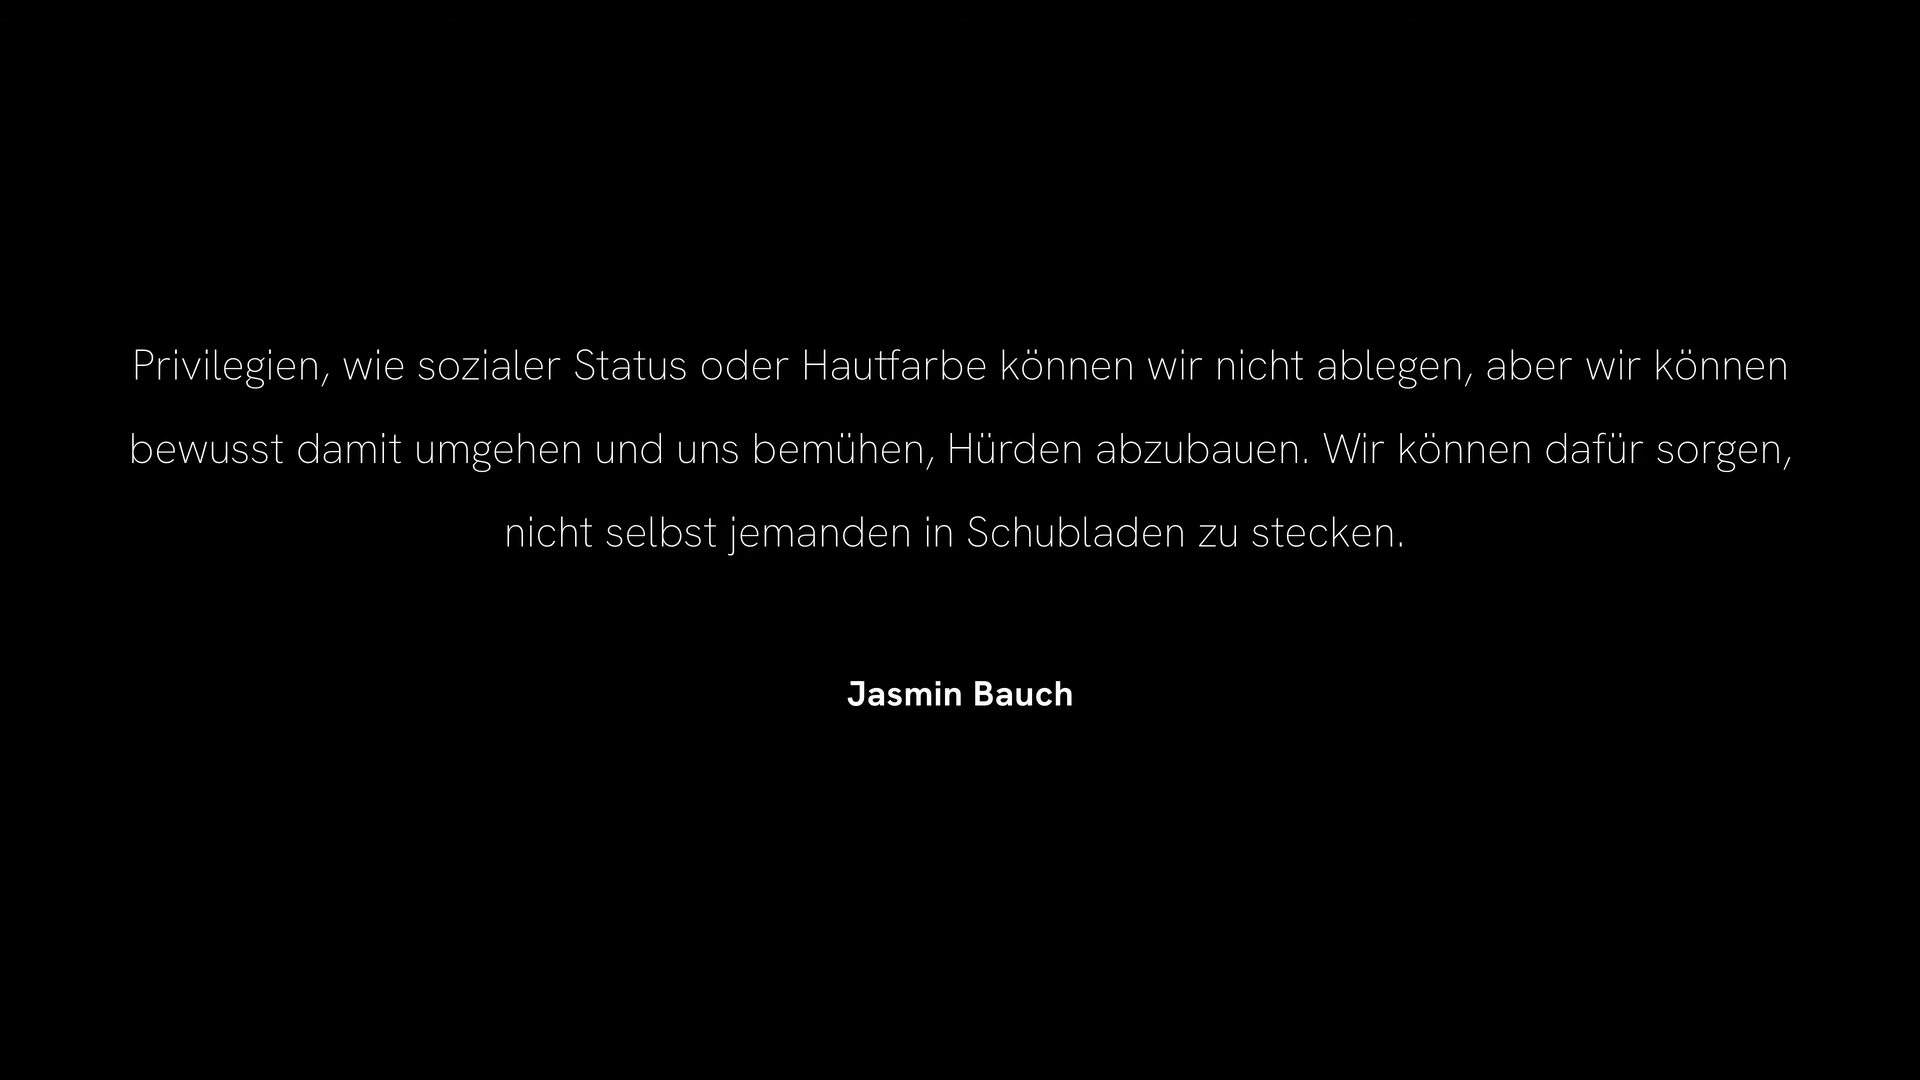 Privilegien, wie sozialer Status oder Hautfarbe können wir nicht ablegen, aber wir können
bewusst damit umgehen und uns bemühen, Hürden abzubauen. Wir können dafür sorgen,
nicht selbst jemanden in Schubladen zu stecken.
Jasmin Bauch